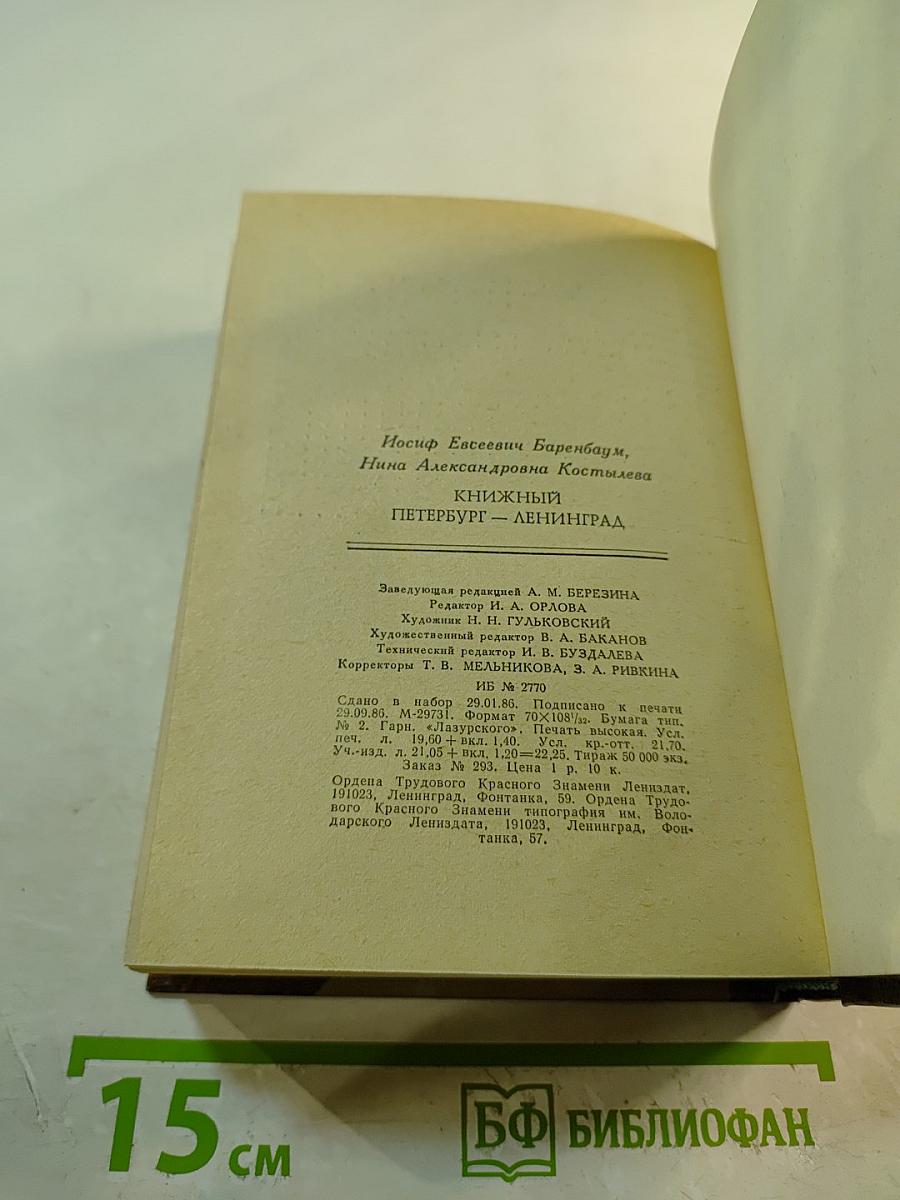 Иосиф Евсеевич Баренбаум,
Нина Александровна Костылева
КНИЖНЫЙ
ПЕТЕРБУРГ — ЛЕНИНГРАД
Заведующая редакцией А. М. БЕРЕЗИНА
Редактор И. А. ОРЛОВА
Художник Н. Н. ГУЛЬКОВСКИЙ
Художественный редактор В. А. БАКАНОВ
Технический редактор И. В. БУЗДАЛЕВА
Корректоры Т. В. МЕЛЬНИКОВА, З. А. РИВКИНА
ИБ № 2770
Сдано в набор 29.01.86. Подписано к печати
29.09.86. М-29731. Формат 70×108¹/₃₂. Бумага тип.
№ 2. Гарн. «Лазурского». Печать высокая. Усл.
печ. л. 19,60+вкл. 1,40. Усл. кр.-отт. 21,70.
Уч.-изд. л. 21,05+вкл. 1,20=22,25. Тираж 50 000 экз.
Заказ № 293. Цена 1 р. 10 к.
Ордена Трудового Красного Знамени Лениздат,
191023, Ленинград, Фонтанка, 59. Ордена Трудо-
вого Красного Знамени типография им. Воло-
дарского Лениздата, 191023, Ленинград, Фон-
танка, 57.
15 см
БФ БИБЛИОФАН